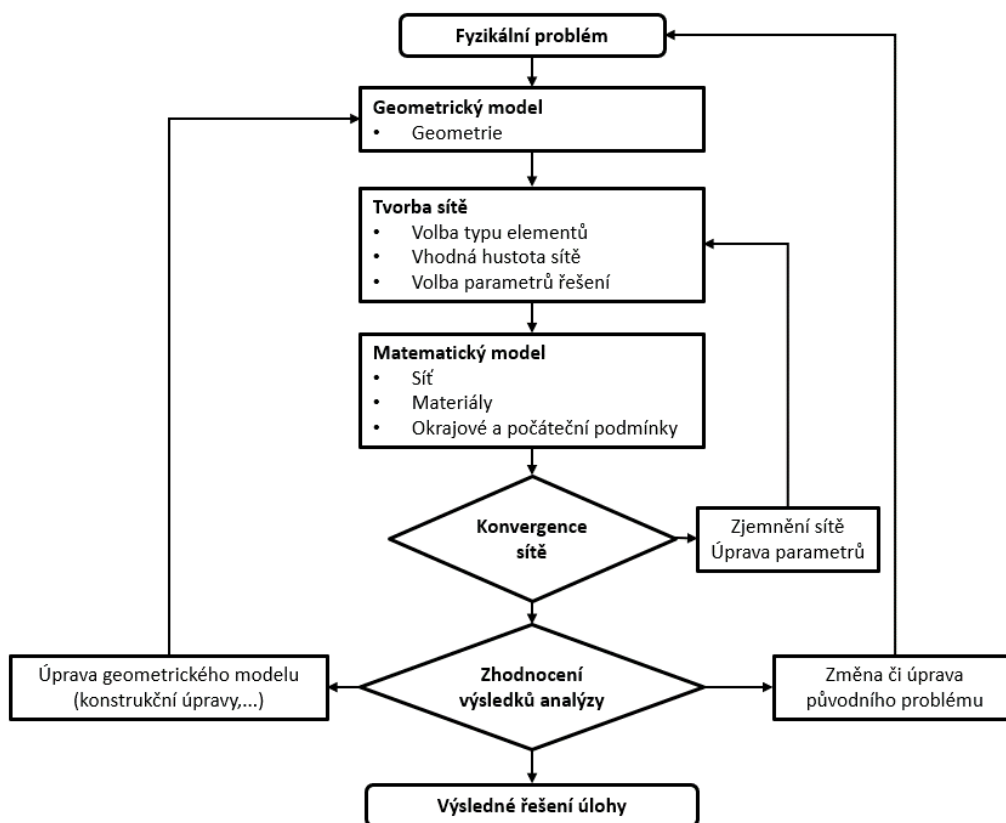 Fyzikální problém
Geometrický model
• Geometrie
Tvorba sítě
• Volba typu elementů
• Vhodná hustota sítě
• Volba parametrů řešení
Matematický model
• Síť
• Materiály
• Okrajové a počáteční podmínky
Konvergence
sítě
Zjemnění sítě
Úprava parametrů
Úprava geometrického modelu
(konstrukční úpravy,...)
Zhodnocení
výsledků analýzy
Změna či úprava
původního problému
Výsledné řešení úlohy